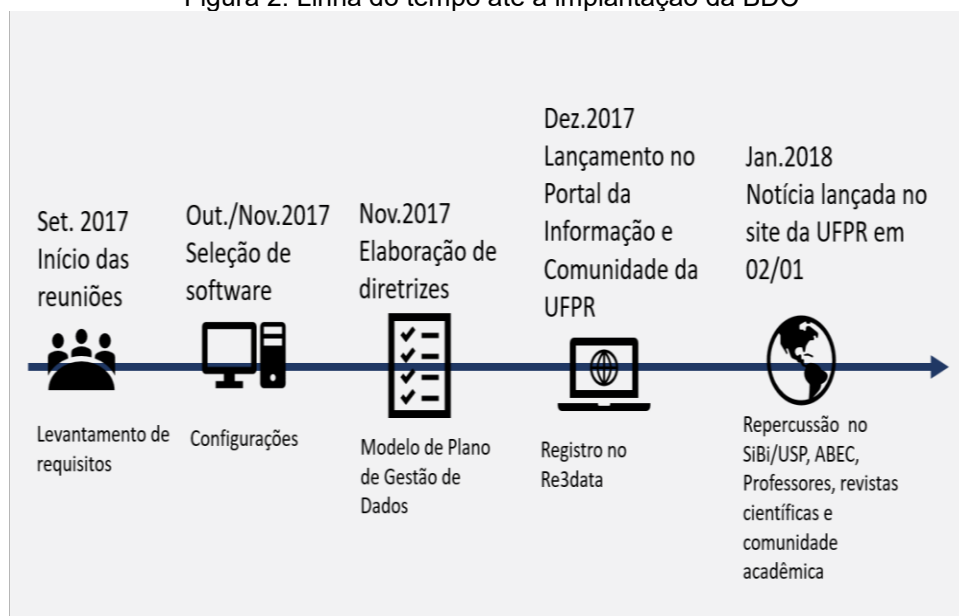 Figura 2: Linha do tempo até a implantação da BDC
Set. 2017
Início das
reuniões
Levantamento de
requisitos
Out./Nov.2017
Seleção de
software
Configurações
Nov.2017
Elaboração de
diretrizes
Modelo de Plano
de Gestão de
Dados
Dez.2017
Lançamento no
Portal da
Informação e
Comunidade da
UFPR
Registro no
Re3data
Jan.2018
Notícia lançada no
site da UFPR em
02/01
Repercussão no
SiBi/USP, ABEC,
Professores, revistas
científicas e
comunidade
acadêmica